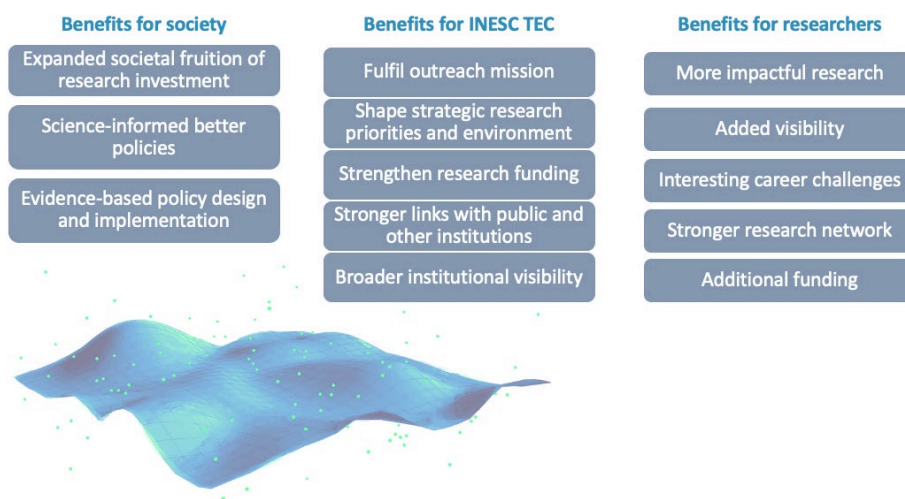 Benefits for society
Expanded societal fruition of
research investment
Science-informed better
policies
Evidence-based policy design
and implementation
Benefits for INESC TEC
Fulfil outreach mission
Shape strategic research
priorities and environment
Strengthen research funding
Stronger links with public and
other institutions
Broader institutional visibility
Benefits for researchers
More impactful research
Added visibility
Interesting career challenges
Stronger research network
Additional funding